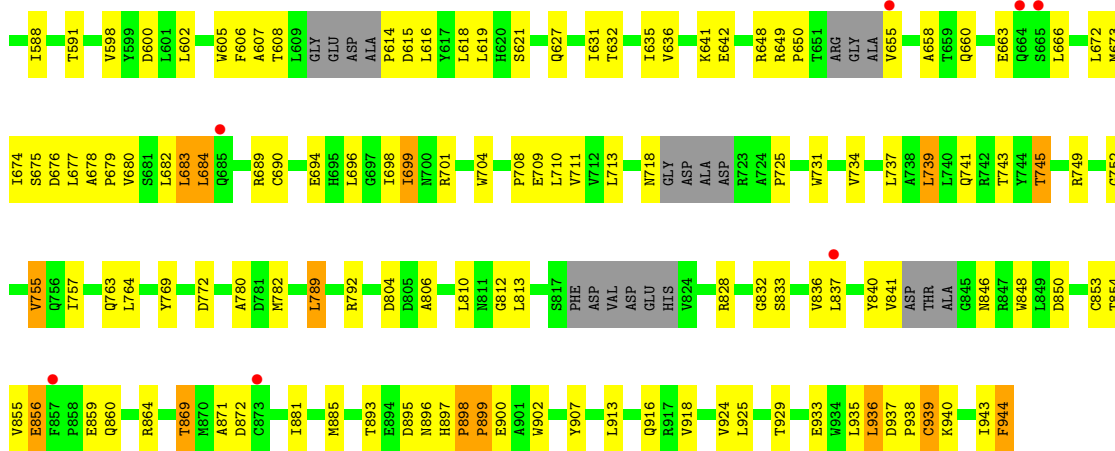 I588 T591 V598 Y599 D600 L601 L602 W605 F606 A607 T608 L609 GLY GLU ASP ALA P614 D615 L616 Y617 L618 L619 H620 S621 Q627 I631 T632 I635 V636 K641 E642 R648 R649 P650 T651 ARG GLY ALA V655 A658 T659 Q660 E663 Q664 S665 L666 L672 M673
I674 S675 D676 L677 A678 P679 V680 S681 L682 L683 L684 Q685 R689 C690 E694 H695 L696 G697 I698 I699 N700 R701 W704 P708 E709 L710 V711 V712 L713 N718 GLY ASP ALA ASP R723 A724 P725 W731 V734 L737 A738 L739 L740 Q741 R742 T743 Y744 T745 R749 C752
V755 Q756 I757 Q763 L764 Y769 D772 A780 D781 M782 L789 R792 D804 D805 A806 L810 N811 G812 L813 S817 PHE ASP VAL ASP GLU HIS V824 R828 G832 S833 V836 L837 Y840 V841 ASP THR ALA G845 N846 R847 W848 L849 D850 C853 T854
V855 E856 F857 P858 E859 Q860 R864 T869 M870 A871 D872 C873 I881 M885 T893 E894 D895 N896 H897 P898 P899 E900 A901 W902 Y907 L913 Q916 R917 V918 V924 L925 T929 E933 W934 L935 L936 D937 P938 C939 K940 I943 F944